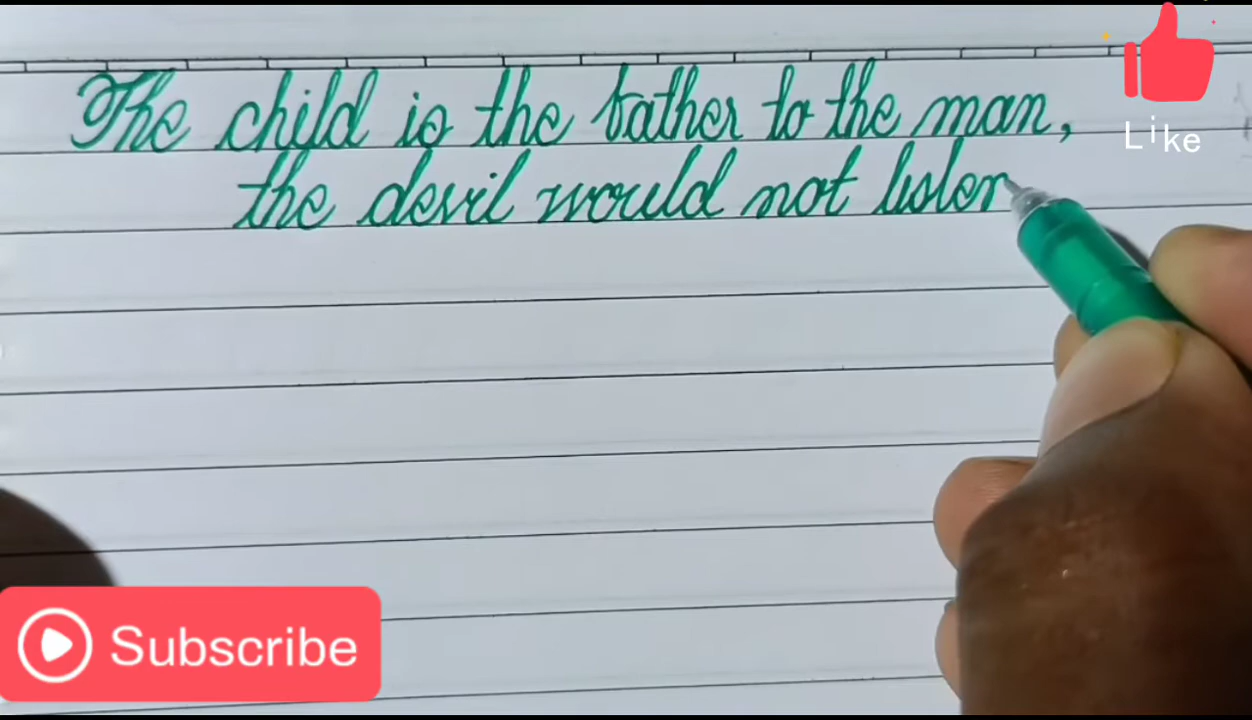 The child is the father to the man,
the devil would not listen
Like
Subscribe